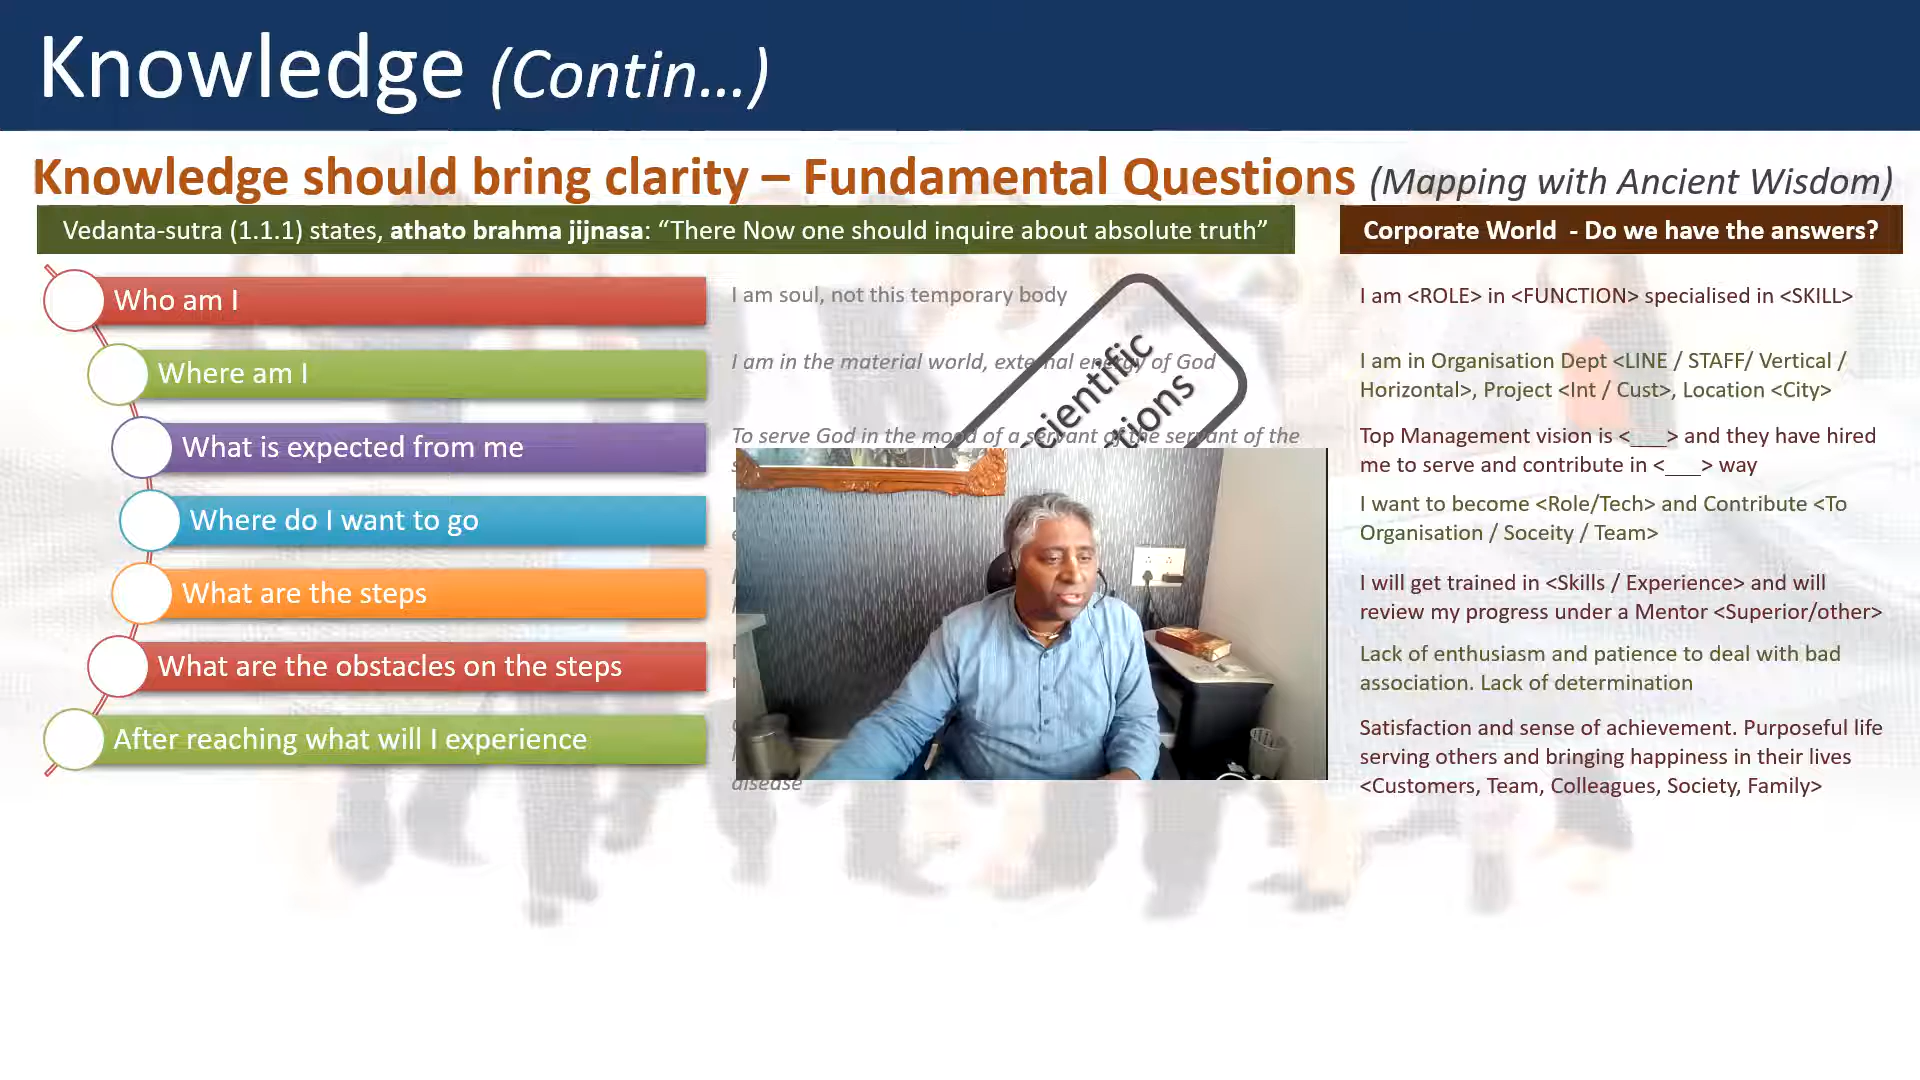 Knowledge (Contin...)
Knowledge should bring clarity – Fundamental Questions (Mapping with Ancient Wisdom)
Vedanta-sutra (1.1.1) states, athato brahma jijnasa: “There Now one should inquire about absolute truth”
Corporate World - Do we have the answers?
Who am I
I am soul, not this temporary body
I am <ROLE> in <FUNCTION> specialised in <SKILL>
Where am I
I am in the material world, external energy of God
I am in Organisation Dept <LINE / STAFF/ Vertical /
Horizontal>, Project <Int / Cust>, Location <City>
What is expected from me
To serve God in the mood of a servant of the servant of the
Top Management vision is <___> and they have hired
me to serve and contribute in <___> way
Where do I want to go
I want to become <Role/Tech> and Contribute <To
Organisation / Soceity / Team>
What are the steps
I will get trained in <Skills / Experience> and will
review my progress under a Mentor <Superior/other>
What are the obstacles on the steps
Lack of enthusiasm and patience to deal with bad
association. Lack of determination
After reaching what will I experience
disease
Satisfaction and sense of achievement. Purposeful life
serving others and bringing happiness in their lives
<Customers, Team, Colleagues, Society, Family>